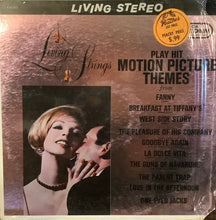 LIVING STEREO
Living
Strings
PLAY HIT
MOTION PICTURE
THEMES
from
FANNY
BREAKFAST AT TIFFANY'S
WEST SIDE STORY
THE PLEASURE OF HIS COMPANY
GOODBYE AGAIN
LA DOLCE VITA
THE GUNS OF NAVARONE
THE PARENT TRAP
LOVE IN THE AFTERNOON
ONE-EYED JACKS